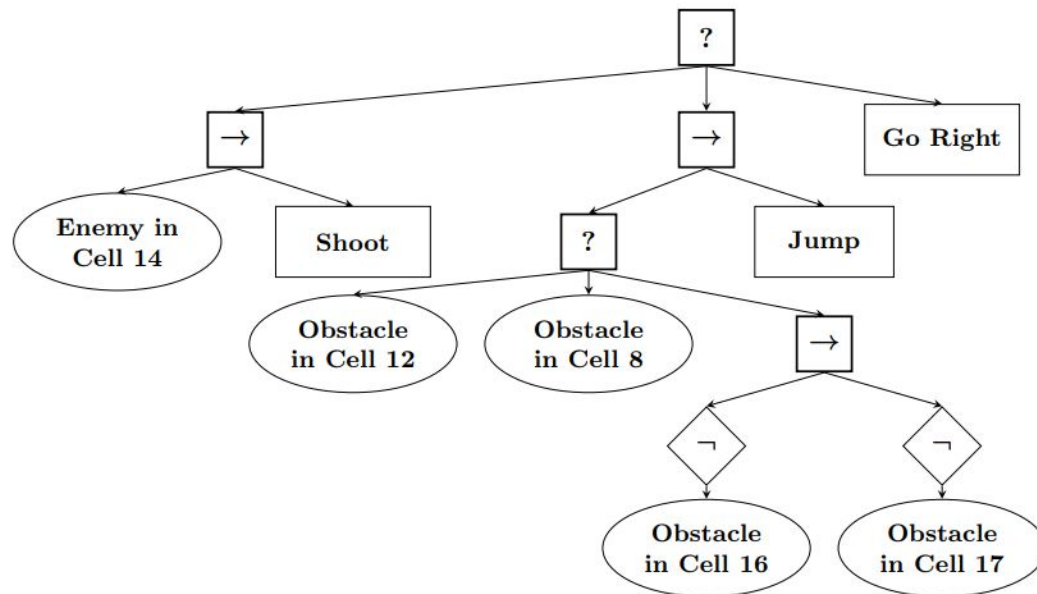 ?
→
→
Go Right
Enemy in
Cell 14
Shoot
?
Jump
Obstacle
in Cell 12
Obstacle
in Cell 8
→
¬
¬
Obstacle
in Cell 16
Obstacle
in Cell 17